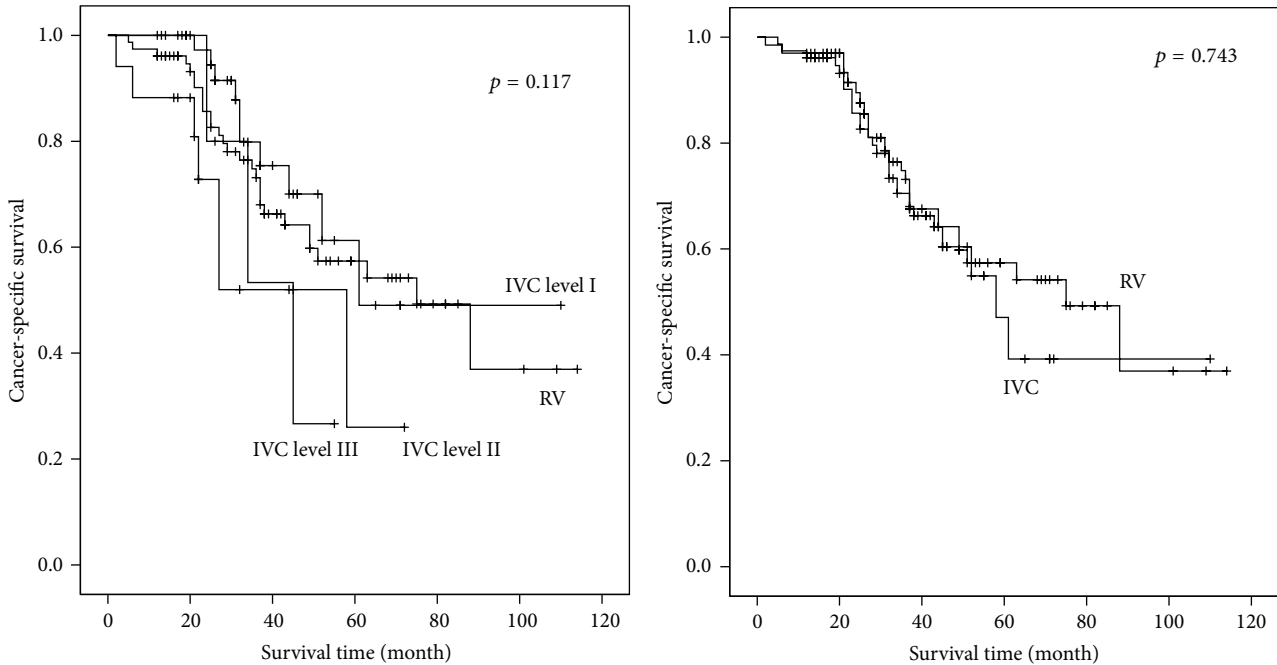 p = 0.117
Cancer-specific survival
1.0
0.8
0.6
0.4
0.2
0.0
IVC level I
RV
IVC level III
IVC level II
0 20 40 60 80 100 120
Survival time (month)
p = 0.743
Cancer-specific survival
1.0
0.8
0.6
0.4
0.2
0.0
RV
IVC
0 20 40 60 80 100 120
Survival time (month)